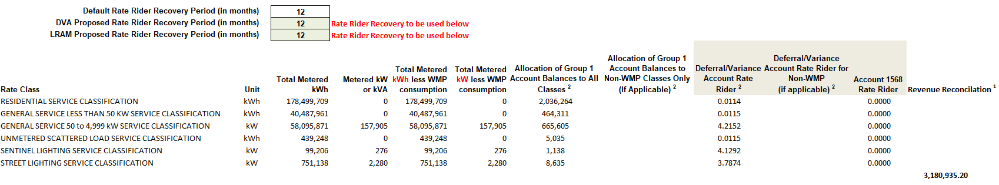 Default Rate Rider Recovery Period (in months) 12
DVA Proposed Rate Rider Recovery Period (in months) 12 Rate Rider Recovery to be used below
LRAM Proposed Rate Rider Recovery Period (in months) 12 Rate Rider Recovery to be used below
Allocation of Group 1 Deferral/Variance
Total Metered Total Metered Allocation of Group 1 Account Balances to Deferral/Variance Account Rate Rider for
Total Metered Metered kW kWh less WMP kW less WMP Account Balances to All Non-WMP Classes Only Account Rate Non-WMP Account 1568
Rate Class Unit kWh or kVA consumption consumption Classes 2 (If Applicable) 2 Rider 2 (if applicable) 2 Rate Rider Revenue Reconcilation 1
RESIDENTIAL SERVICE CLASSIFICATION kWh 178,499,709 0 178,499,709 0 2,036,264 0.0114 0.0000
GENERAL SERVICE LESS THAN 50 KW SERVICE CLASSIFICATION kWh 40,487,961 0 40,487,961 0 464,311 0.0115 0.0000
GENERAL SERVICE 50 to 4,999 kW SERVICE CLASSIFICATION kW 58,095,871 157,905 58,095,871 157,905 665,605 4.2152 0.0000
UNMETERED SCATTERED LOAD SERVICE CLASSIFICATION kWh 439,248 0 439,248 0 5,035 0.0115 0.0000
SENTINEL LIGHTING SERVICE CLASSIFICATION kW 99,206 276 99,206 276 1,138 4.1292 0.0000
STREET LIGHTING SERVICE CLASSIFICATION kW 751,138 2,280 751,138 2,280 8,635 3.7874 0.0000
3,180,935.20